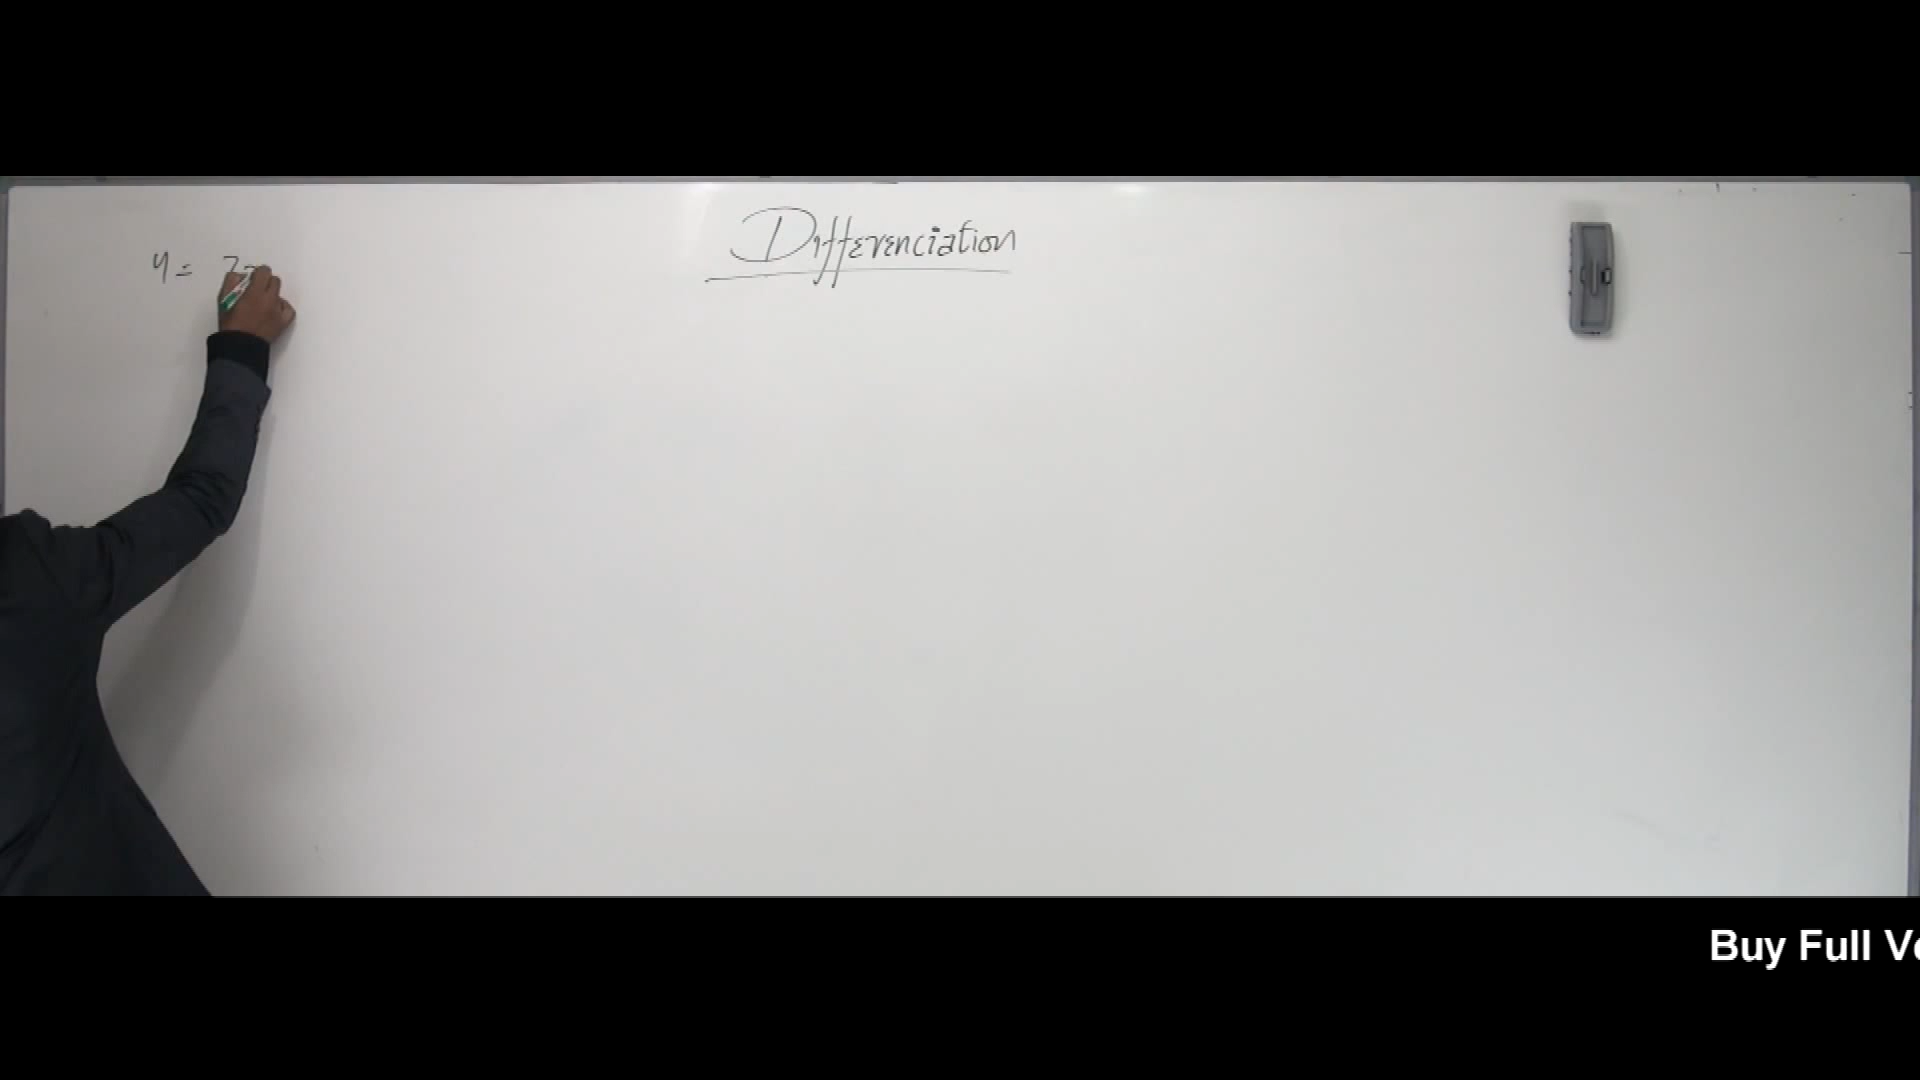 Differenciation
y =
Buy Full